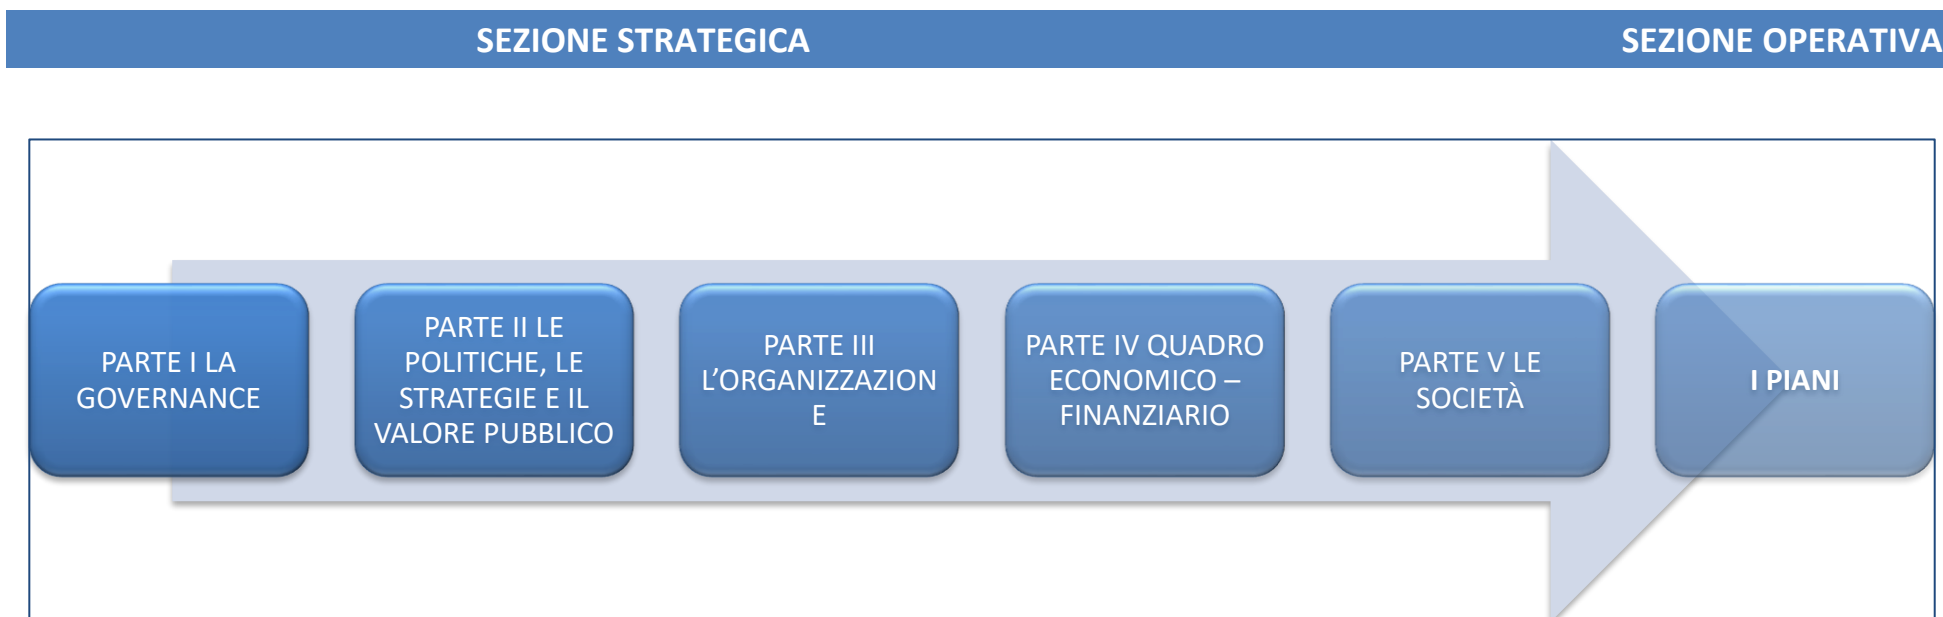 SEZIONE STRATEGICA
SEZIONE OPERATIVA
PARTE I LA
GOVERNANCE
PARTE II LE
POLITICHE, LE
STRATEGIE E IL
VALORE PUBBLICO
PARTE III
L’ORGANIZZAZION
E
PARTE IV QUADRO
ECONOMICO –
FINANZIARIO
PARTE V LE
SOCIETÀ
I PIANI